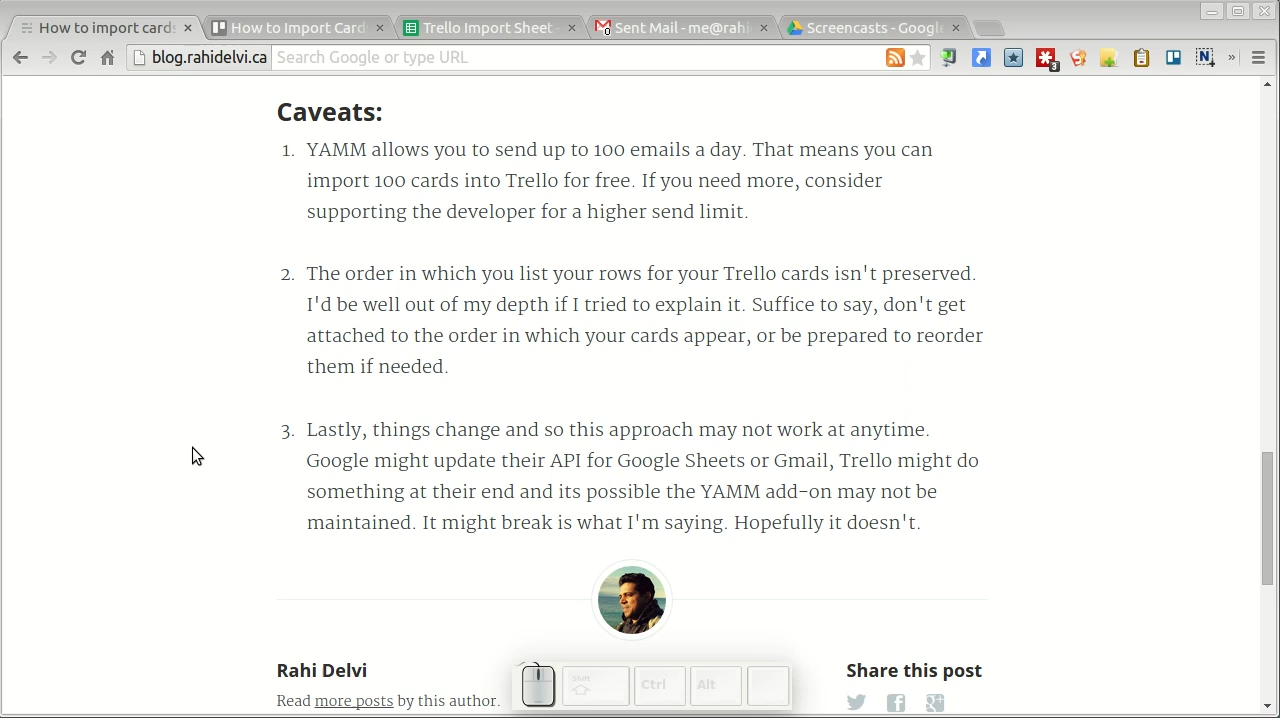 How to import cards
How to Import Card
Trello Import Sheet -
Sent Mail - me@rahi
Screencasts - Google
blog.rahidelvi.ca
Search Google or type URL
3
Caveats:
1. YAMM allows you to send up to 100 emails a day. That means you can
import 100 cards into Trello for free. If you need more, consider
supporting the developer for a higher send limit.
2. The order in which you list your rows for your Trello cards isn't preserved.
I'd be well out of my depth if I tried to explain it. Suffice to say, don't get
attached to the order in which your cards appear, or be prepared to reorder
them if needed.
3. Lastly, things change and so this approach may not work at anytime.
Google might update their API for Google Sheets or Gmail, Trello might do
something at their end and its possible the YAMM add-on may not be
maintained. It might break is what I'm saying. Hopefully it doesn't.
Rahi Delvi
Read more posts by this author.
Shift
Ctrl
Alt
Share this post